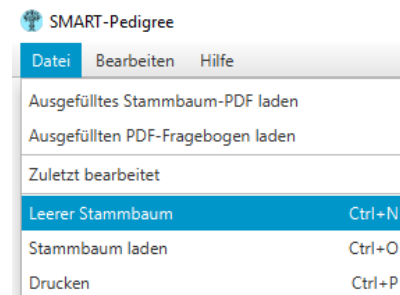 SMART-Pedigree
Datei Bearbeiten Hilfe
Ausgefülltes Stammbaum-PDF laden
Ausgefüllten PDF-Fragebogen laden
Zuletzt bearbeitet
Leerer Stammbaum Ctrl+N
Stammbaum laden Ctrl+O
Drucken Ctrl+P